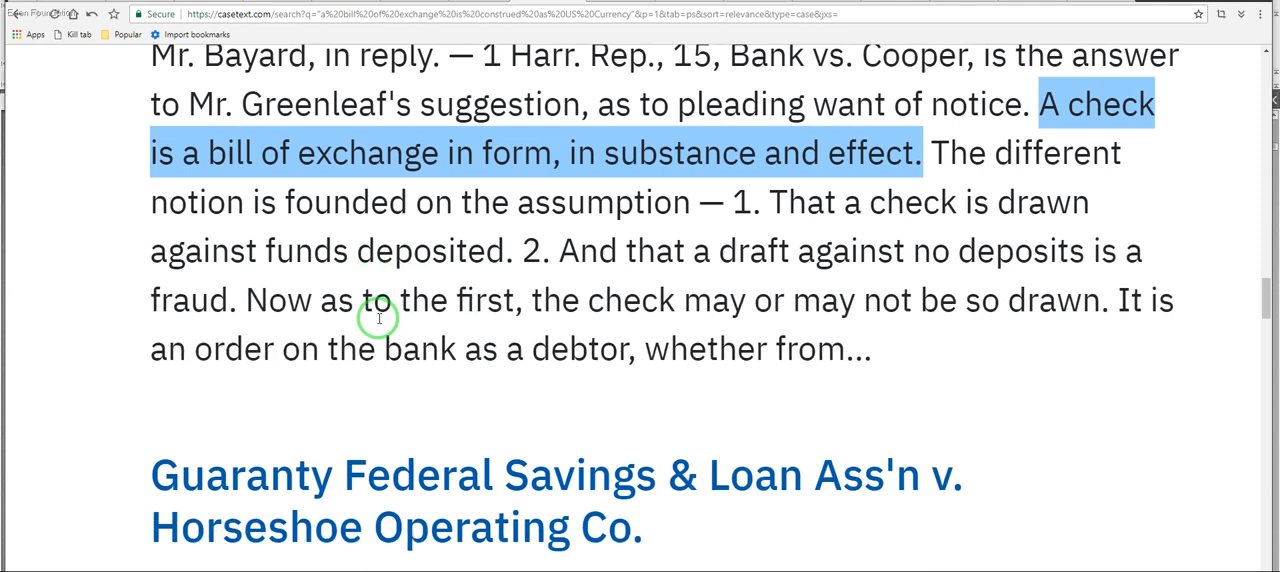 Secure https://casetext.com/search?q="a%20bill%20of%20exchange%20is%20construed%20as%20US%20Currency"&p=1&tab=ps&sort=relevance&type=case&jxs=
Apps Kill tab Popular Import bookmarks
Mr. Bayard, in reply. — 1 Harr. Rep., 15, Bank vs. Cooper, is the answer
to Mr. Greenleaf's suggestion, as to pleading want of notice. A check
is a bill of exchange in form, in substance and effect. The different
notion is founded on the assumption — 1. That a check is drawn
against funds deposited. 2. And that a draft against no deposits is a
fraud. Now as to the first, the check may or may not be so drawn. It is
an order on the bank as a debtor, whether from...
Guaranty Federal Savings & Loan Ass'n v.
Horseshoe Operating Co.